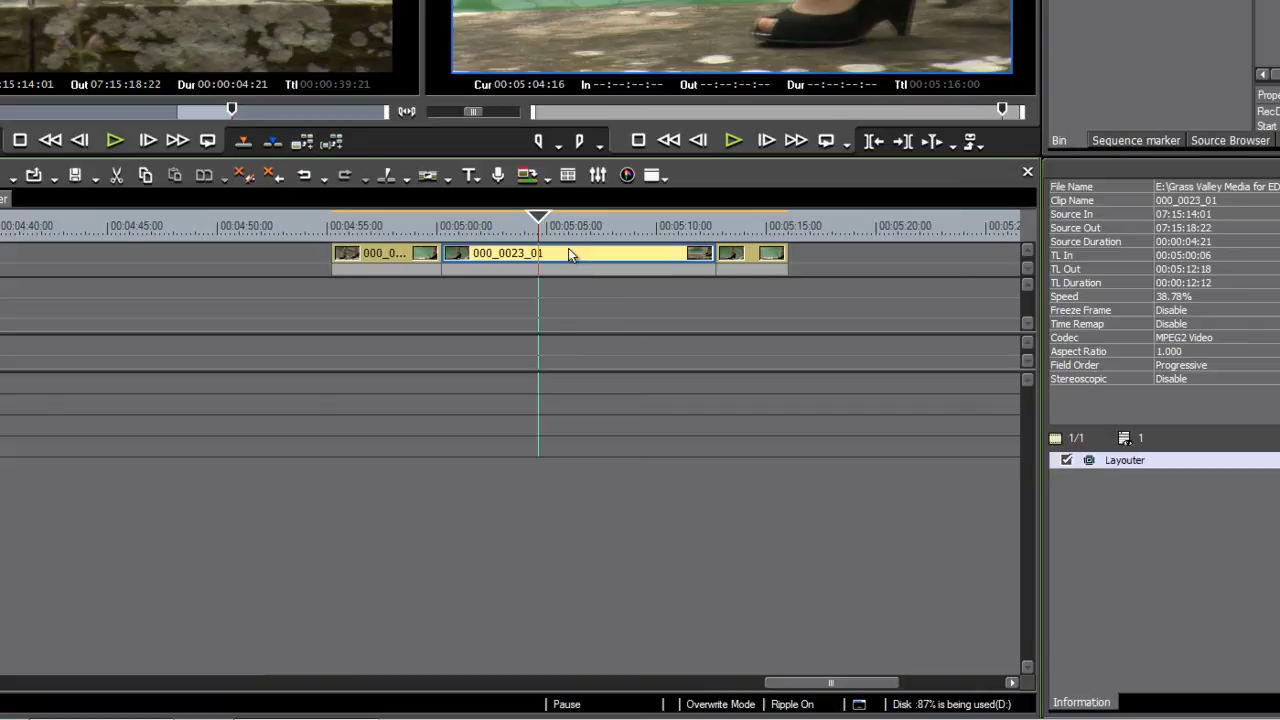 15:14:01 Out 07:15:18:22 Dur 00:00:04:21 Ttl 00:00:39:21
Cur 00:05:04:16 In --:--:--:-- Out --:--:--:-- Dur --:--:--:-- Ttl 00:05:16:00
Bin Sequence marker Source Browser
00:04:40:00 00:04:45:00 00:04:50:00 00:04:55:00 00:05:00:00 00:05:05:00 00:05:10:00 00:05:15:00 00:05:20:00
000_0... 000_0023_01
File Name E:\Grass Valley Media for ED
Clip Name 000_0023_01
Source In 07:15:14:01
Source Out 07:15:18:22
Source Duration 00:00:04:21
TL In 00:05:00:06
TL Out 00:05:12:18
TL Duration 00:00:12:12
Speed 38.78%
Freeze Frame Disable
Time Remap Disable
Codec MPEG2 Video
Aspect Ratio 1.000
Field Order Progressive
Stereoscopic Disable
1/1 1
Layouter
Information
Pause Overwrite Mode Ripple On Disk :87% is being used(D:)